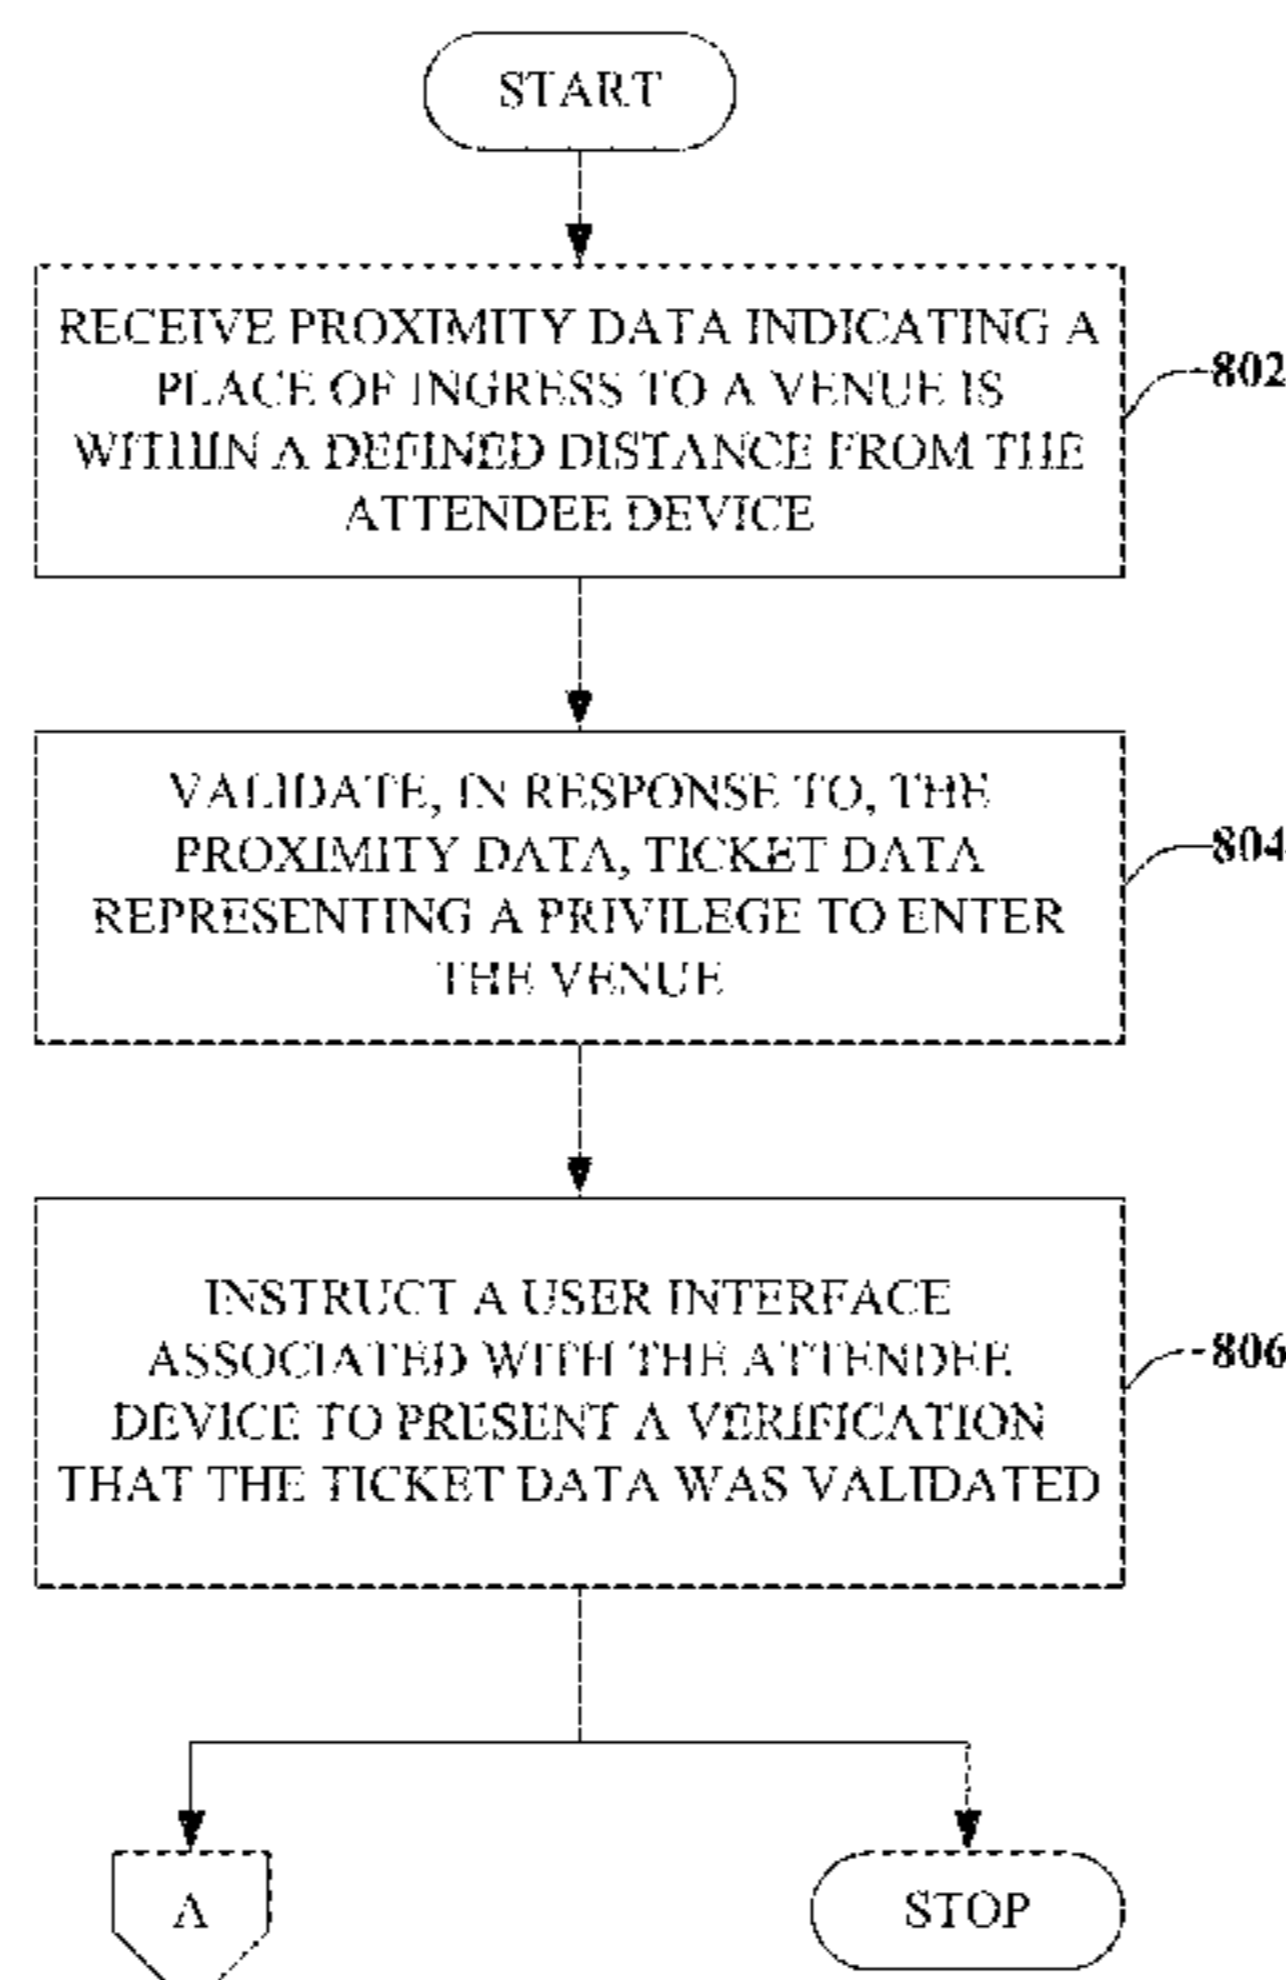 START
RECEIVE PROXIMITY DATA INDICATING A
PLACE OF INGRESS TO A VENUE IS
WITHIN A DEFINED DISTANCE FROM THE
ATTENDEE DEVICE
802
VALIDATE, IN RESPONSE TO, THE
PROXIMITY DATA, TICKET DATA
REPRESENTING A PRIVILEGE TO ENTER
THE VENUE
804
INSTRUCT A USER INTERFACE
ASSOCIATED WITH THE ATTENDEE
DEVICE TO PRESENT A VERIFICATION
THAT THE TICKET DATA WAS VALIDATED
806
A
STOP